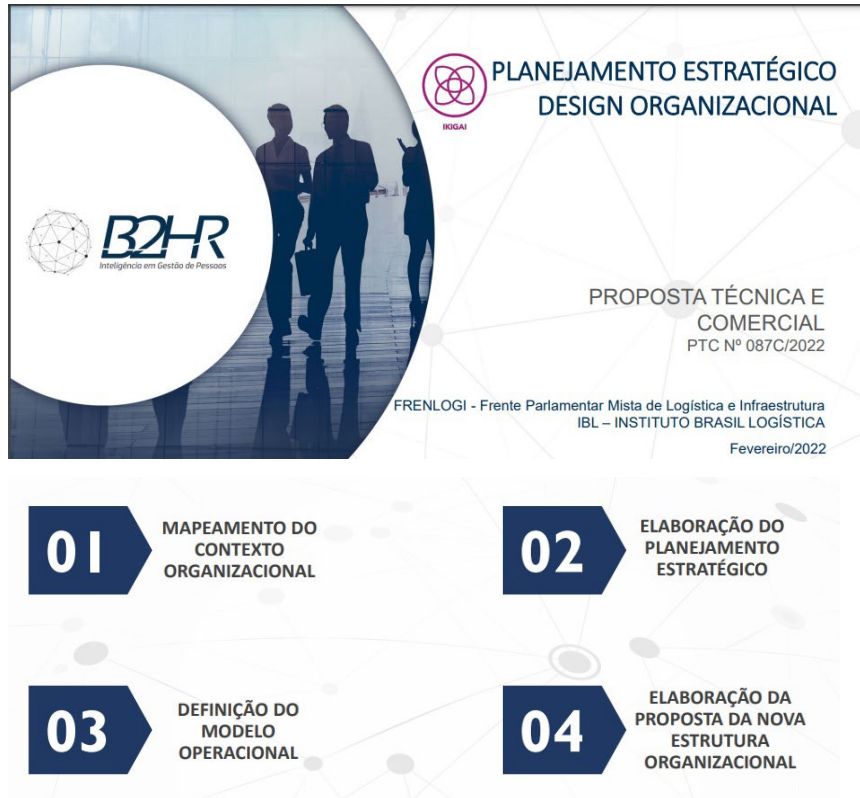 PLANEJAMENTO ESTRATÉGICO
DESIGN ORGANIZACIONAL
IKIGAI
B2HR
Inteligência em Gestão de Pessoas
PROPOSTA TÉCNICA E
COMERCIAL
PTC Nº 087C/2022
FRENLOGI - Frente Parlamentar Mista de Logística e Infraestrutura
IBL – INSTITUTO BRASIL LOGÍSTICA
Fevereiro/2022
01
MAPEAMENTO DO
CONTEXTO
ORGANIZACIONAL
02
ELABORAÇÃO DO
PLANEJAMENTO
ESTRATÉGICO
03
DEFINIÇÃO DO
MODELO
OPERACIONAL
04
ELABORAÇÃO DA
PROPOSTA DA NOVA
ESTRUTURA
ORGANIZACIONAL